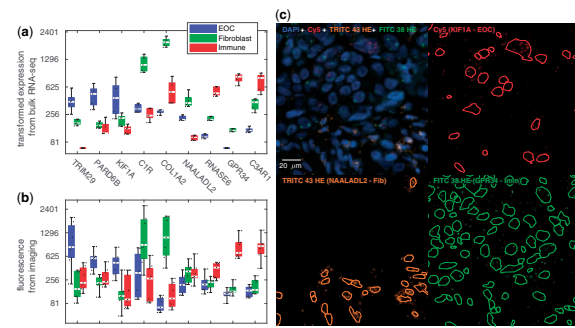 (a)
EOC
Fibroblast
Immune
transformed expression
from bulk RNA-seq
2401
1296
625
256
81
TRIM29
PARD6B
KIF1A
C1R
COL1A2
NAALADL2
RNASE6
GPR34
C3AR1
(b)
fluorescence
from imaging
2401
1296
625
256
81
(c)
DAPI + Cy5 + TRITC 43 HE + FITC 38 HE
Cy5 (KIF1A - EOC)
20 μm
TRITC 43 HE (NAALADL2 - Fib)
FITC 38 HE (GPR34 - Imm)